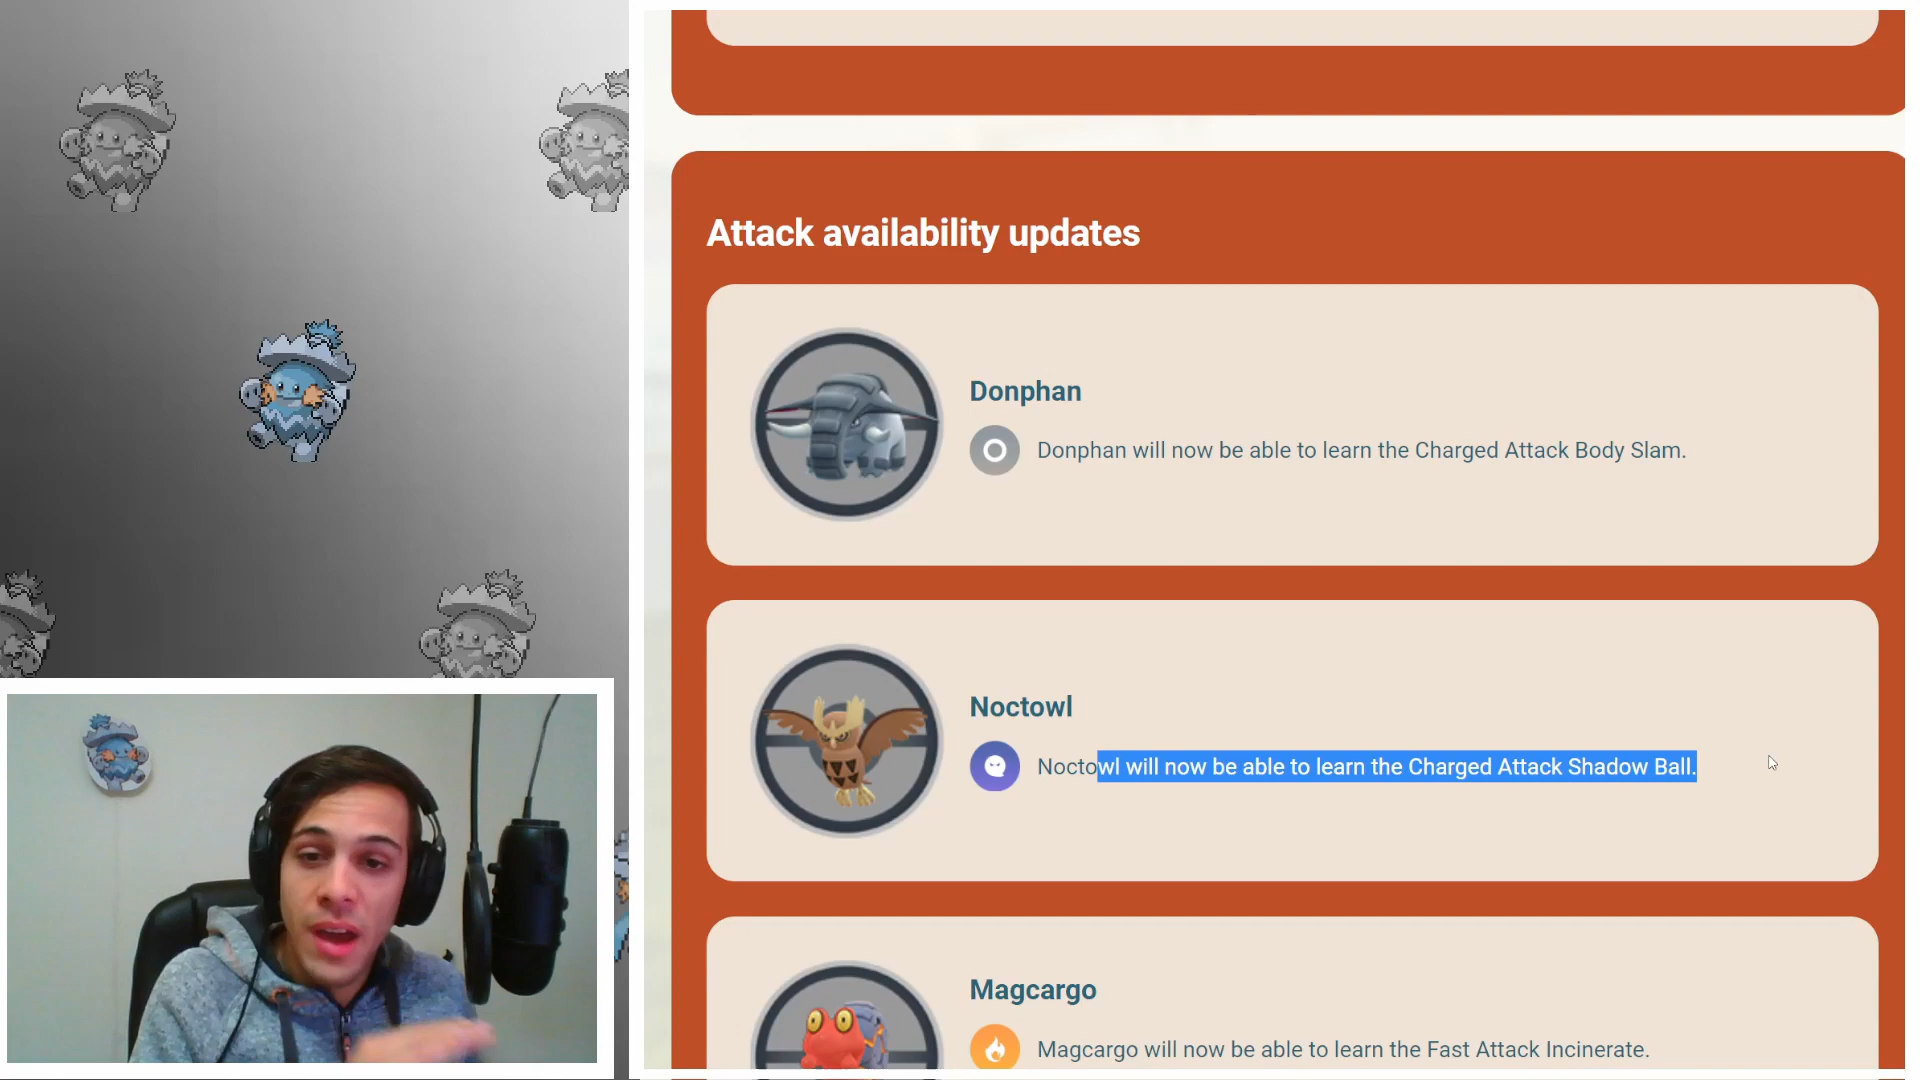 Attack availability updates
Donphan
Donphan will now be able to learn the Charged Attack Body Slam.
Noctowl
Noctowl will now be able to learn the Charged Attack Shadow Ball.
Magcargo
Magcargo will now be able to learn the Fast Attack Incinerate.